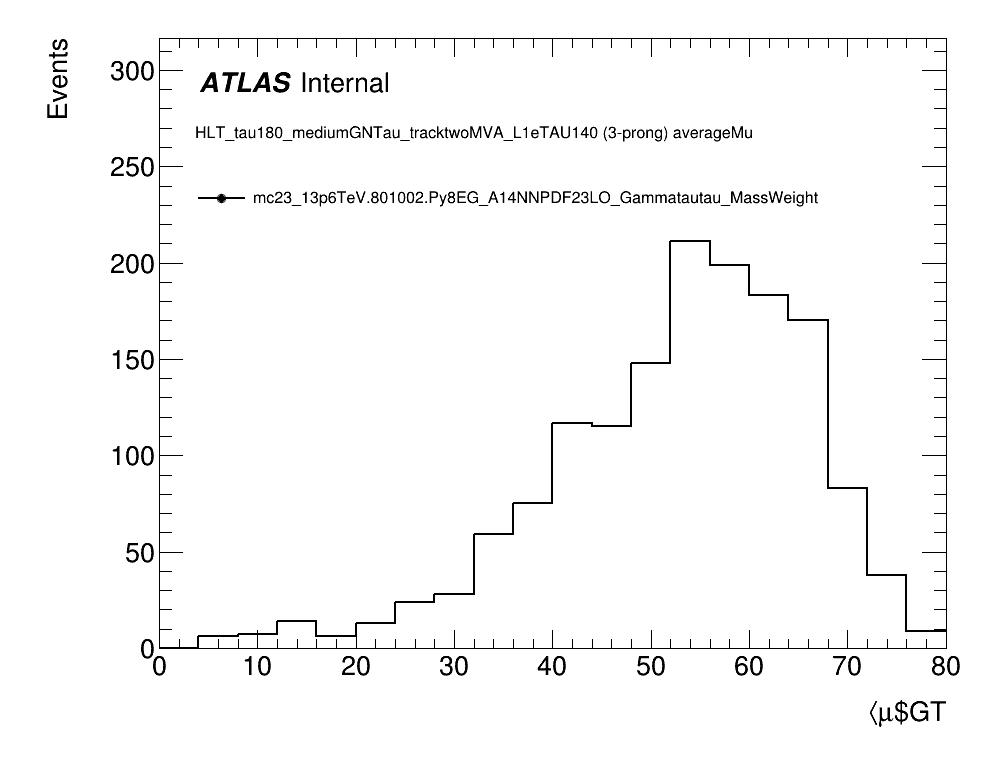 Events
300
250
200
150
100
50
0
ATLAS Internal
HLT_tau180_mediumGNTau_tracktwoMVA_L1eTAU140 (3-prong) averageMu
mc23_13p6TeV.801002.Py8EG_A14NNPDF23LO_Gammatautau_MassWeight
0 10 20 30 40 50 60 70 80
⟨μ$GT